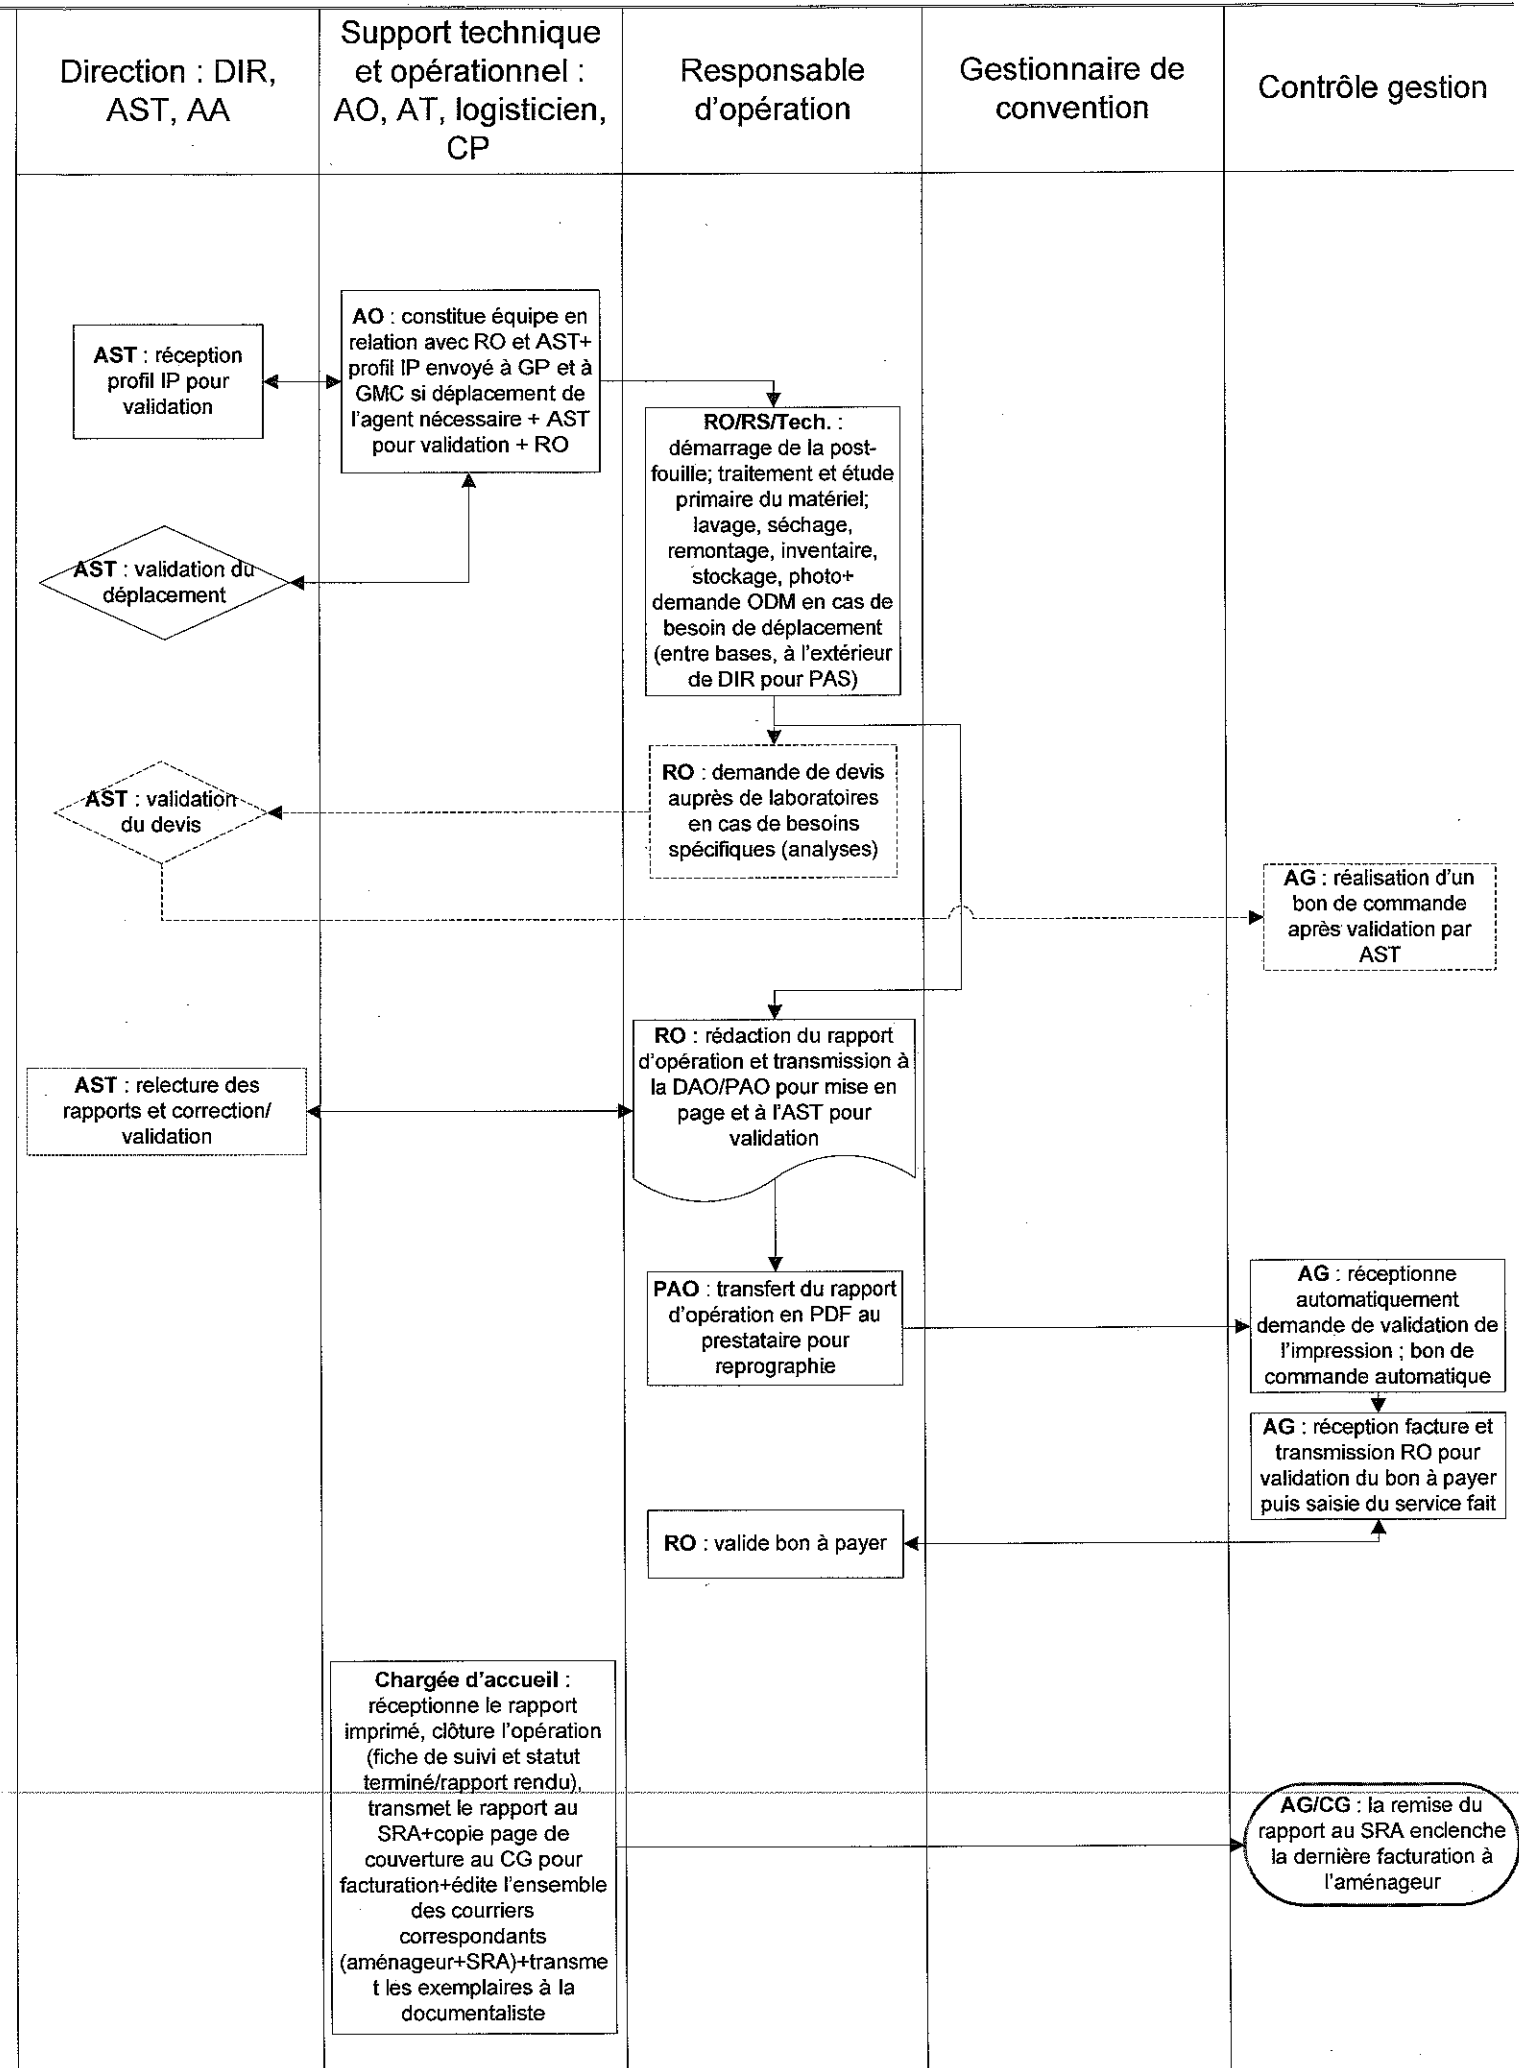 Direction : DIR,
AST, AA
Support technique
et opérationnel :
AO, AT, logisticien,
CP
Responsable
d'opération
Gestionnaire de
convention
Contrôle gestion
AST : réception
profil IP pour
validation
AO : constitue équipe en
relation avec RO et AST+
profil IP envoyé à GP et à
GMC si déplacement de
l'agent nécessaire + AST
pour validation + RO
RO/RS/Tech. :
démarrage de la post-
fouille; traitement et étude
primaire du matériel;
lavage, séchage,
remontage, inventaire,
stockage, photo+
demande ODM en cas de
besoin de déplacement
(entre bases, à l'extérieur
de DIR pour PAS)
AST : validation du
déplacement
RO : demande de devis
auprès de laboratoires
en cas de besoins
spécifiques (analyses)
AST : validation
du devis
AG : réalisation d'un
bon de commande
après validation par
AST
RO : rédaction du rapport
d'opération et transmission à
la DAO/PAO pour mise en
page et à l'AST pour
validation
AST : relecture des
rapports et correction/
validation
PAO : transfert du rapport
d'opération en PDF au
prestataire pour
reprographie
AG : réceptionne
automatiquement
demande de validation de
l'impression ; bon de
commande automatique
AG : réception facture et
transmission RO pour
validation du bon à payer
puis saisie du service fait
RO : valide bon à payer
Chargée d'accueil :
réceptionne le rapport
imprimé, clôture l'opération
(fiche de suivi et statut
terminé/rapport rendu),
transmet le rapport au
SRA+copie page de
couverture au CG pour
facturation+édite l'ensemble
des courriers
correspondants
(aménageur+SRA)+transme
t les exemplaires à la
documentaliste
AG/CG : la remise du
rapport au SRA enclenche
la dernière facturation à
l'aménageur